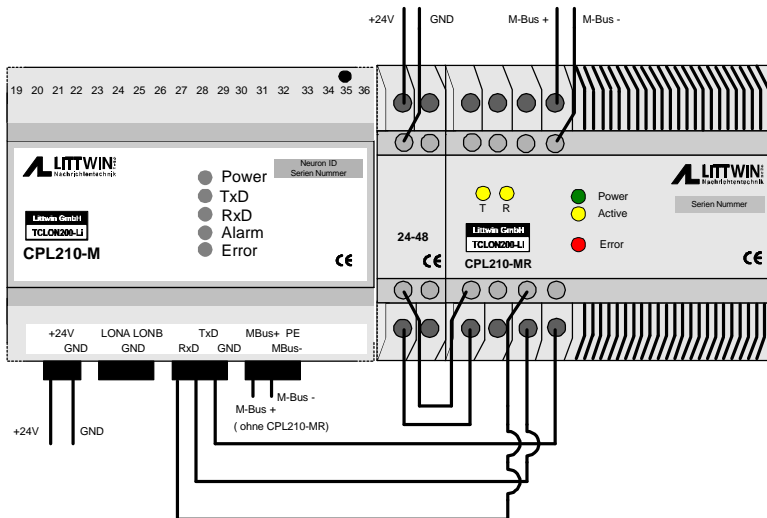 +24V GND M-Bus + M-Bus -
19 20 21 22 23 24 25 26 27 28 29 30 31 32 33 34 35 36
LITTWIN
Nachrichtentechnik
Littwin GmbH
TCLON200-LI
CPL210-M
Power
TxD
RxD
Alarm
Error
Neuron ID
Serien Nummer
CE
24-48
CE
T R
Littwin GmbH
TCLON200-LI
CPL210-MR
Power
Active
Error
LITTWIN
Nachrichtentechnik
Serien Nummer
CE
+24V LONA LONB TxD MBus+ PE
GND GND RxD GND MBus-
+24V GND
M-Bus -
M-Bus +
( ohne CPL210-MR)